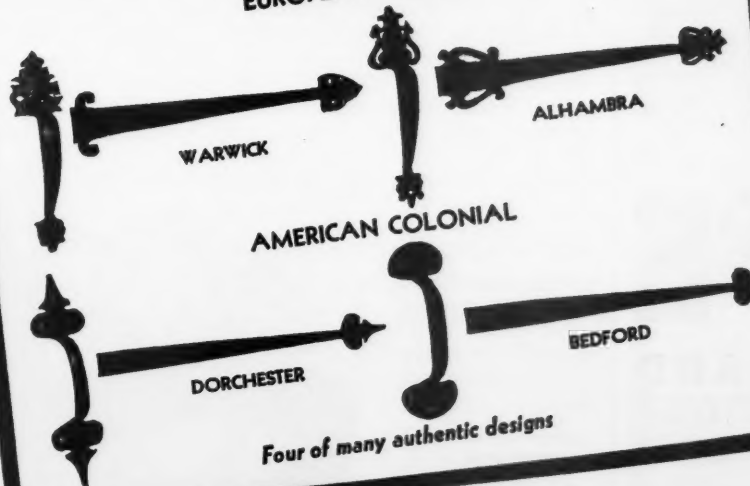 WARWICK
ALHAMBRA
AMERICAN COLONIAL
DORCHESTER
BEDFORD
Four of many authentic designs